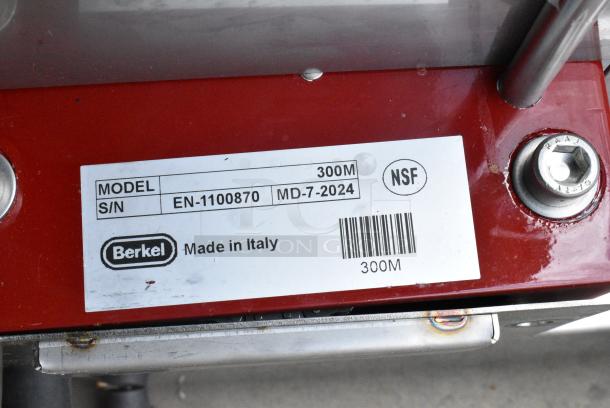 MODEL 300M
S/N EN-1100870 MD-7-2024
NSF
Berkel Made in Italy
300M